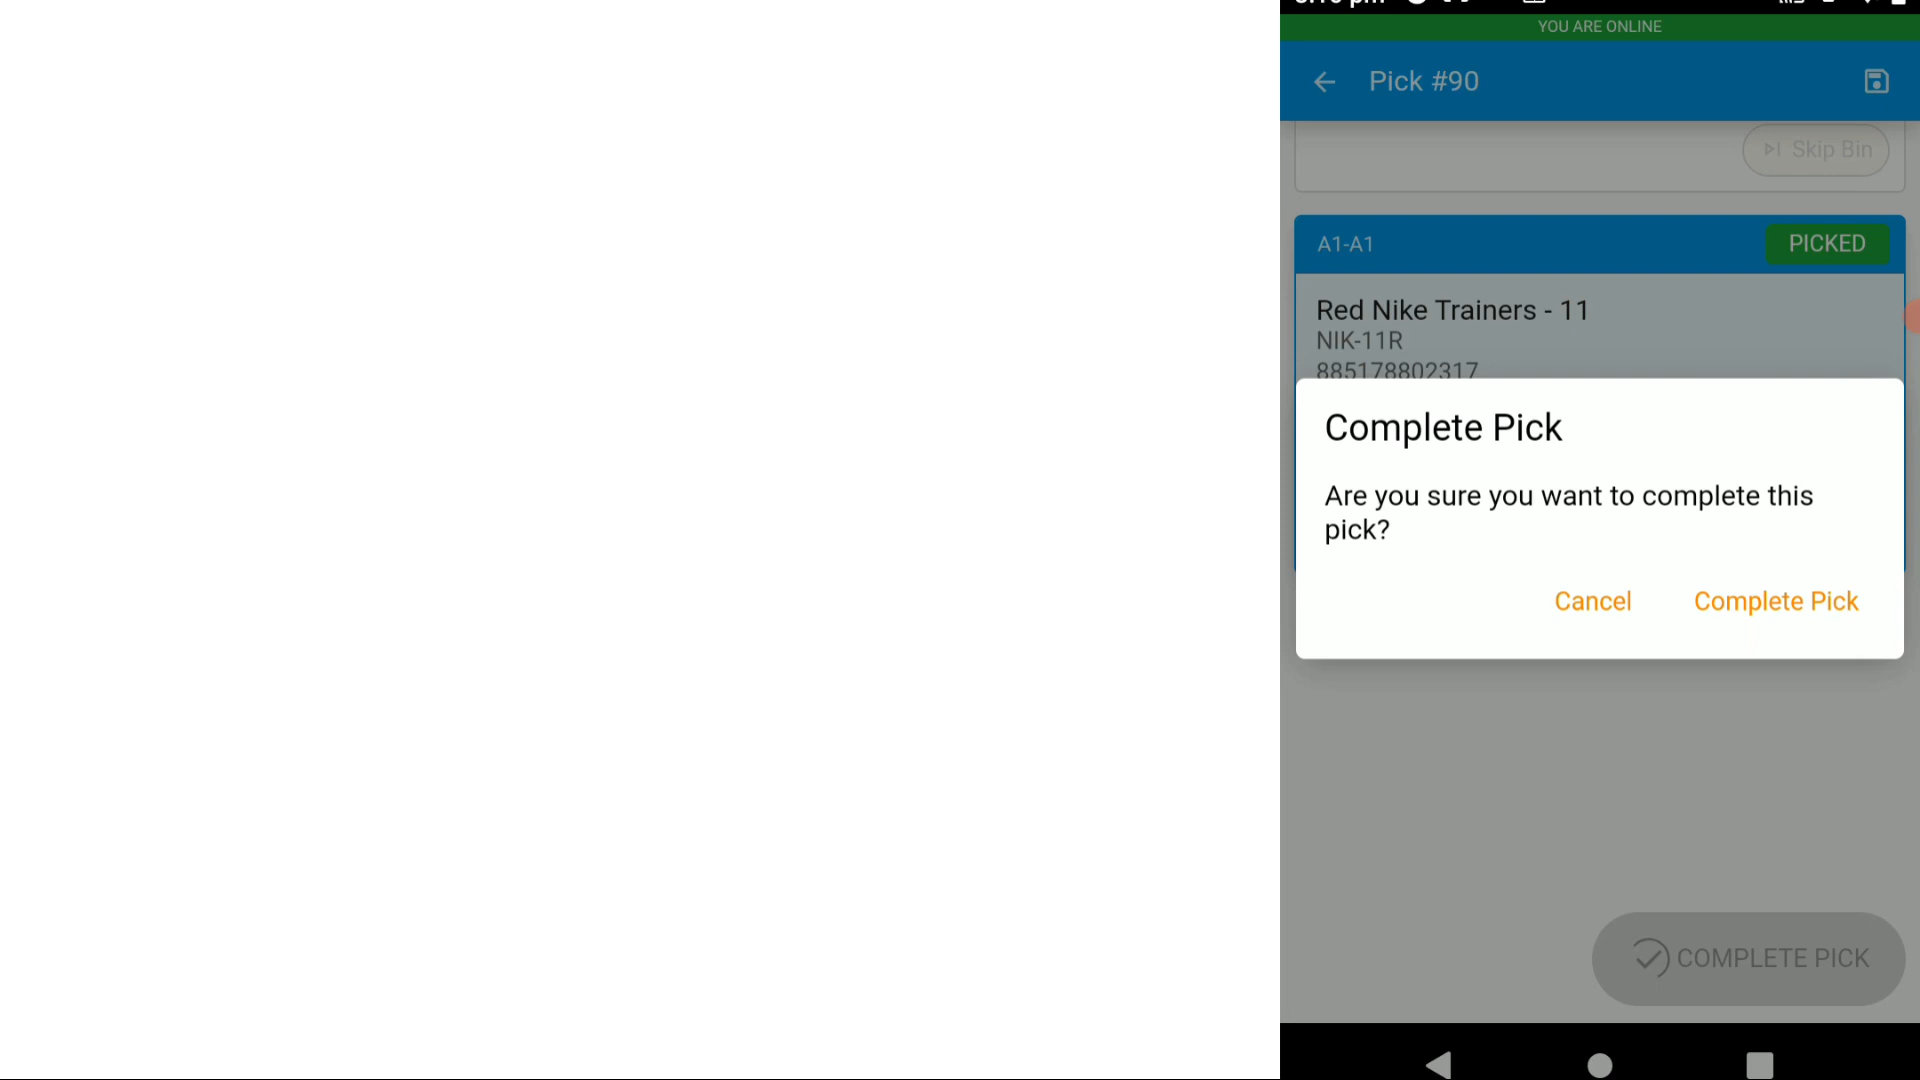 YOU ARE ONLINE
Pick #90
Skip Bin
A1-A1
PICKED
Red Nike Trainers - 11
NIK-11R
885178802317
Complete Pick
Are you sure you want to complete this
pick?
Cancel
Complete Pick
COMPLETE PICK